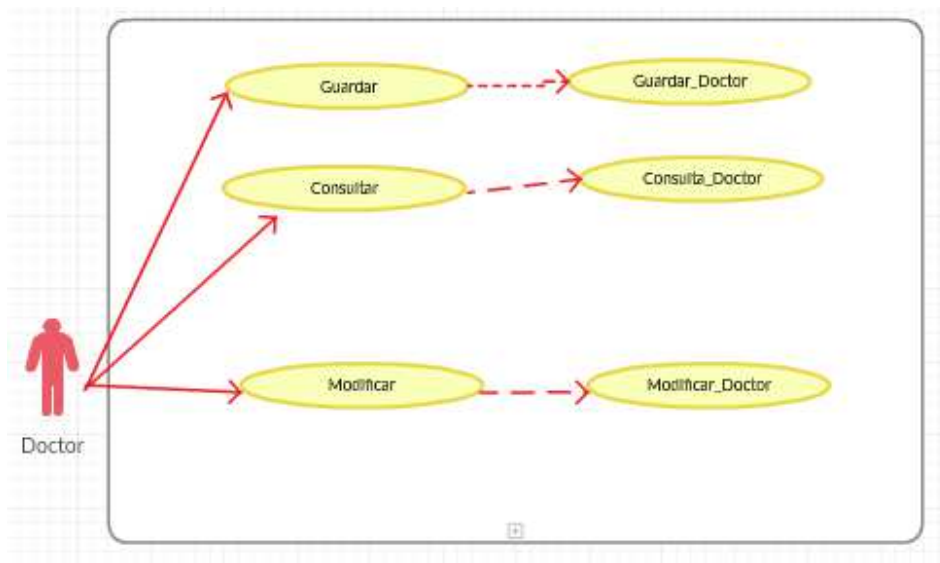 Guardar
Guardar_Doctor
Consultar
Consulta_Doctor
Modificar
Modificar_Doctor
Doctor